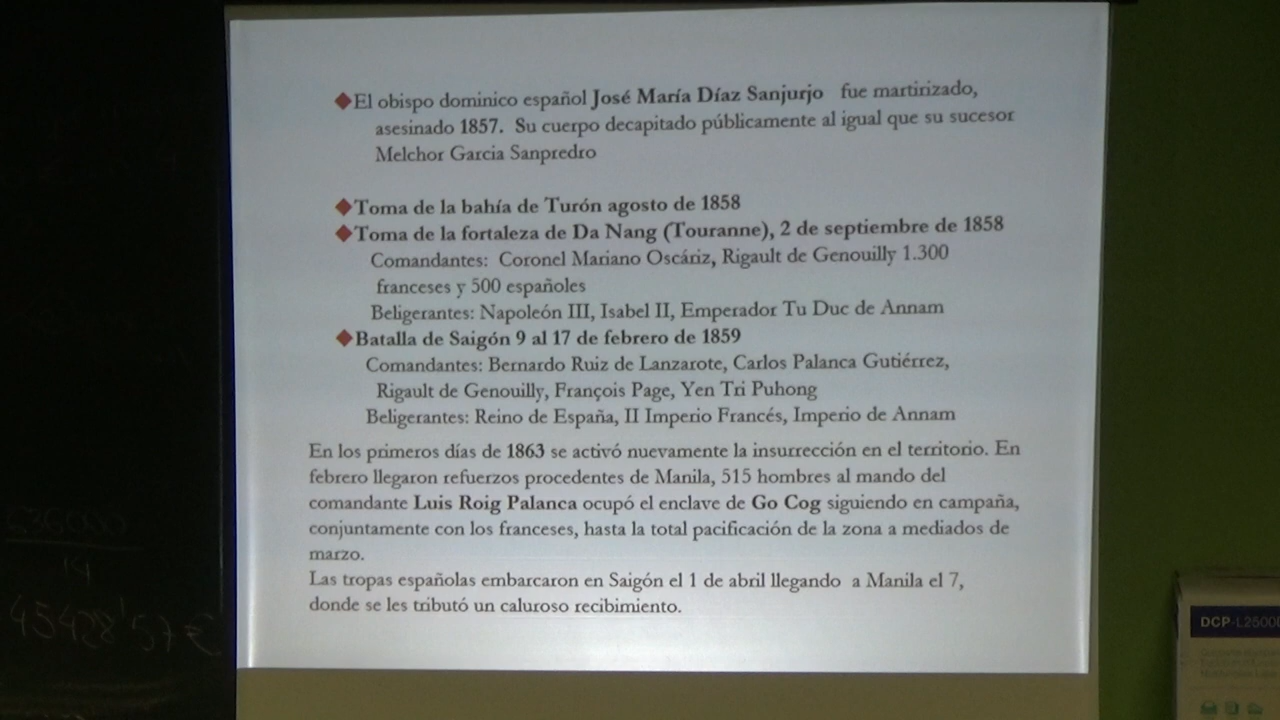 ◆El obispo dominico español José María Díaz Sanjurjo fue martirizado,
asesinado 1857. Su cuerpo decapitado públicamente al igual que su sucesor
Melchor Garcia Sanpredro
◆Toma de la bahía de Turón agosto de 1858
◆Toma de la fortaleza de Da Nang (Touranne), 2 de septiembre de 1858
Comandantes: Coronel Mariano Oscáriz, Rigault de Genouilly 1.300
franceses y 500 españoles
Beligerantes: Napoleón III, Isabel II, Emperador Tu Duc de Annam
◆Batalla de Saigón 9 al 17 de febrero de 1859
Comandantes: Bernardo Ruiz de Lanzarote, Carlos Palanca Gutiérrez,
Rigault de Genouilly, François Page, Yen Tri Puhong
Beligerantes: Reino de España, II Imperio Francés, Imperio de Annam
En los primeros días de 1863 se activó nuevamente la insurrección en el territorio. En
febrero llegaron refuerzos procedentes de Manila, 515 hombres al mando del
comandante Luis Roig Palanca ocupó el enclave de Go Cog siguiendo en campaña,
conjuntamente con los franceses, hasta la total pacificación de la zona a mediados de
marzo.
Las tropas españolas embarcaron en Saigón el 1 de abril llegando a Manila el 7,
donde se les tributó un caluroso recibimiento.
636000
14
45428'57 €
DCP-L2500